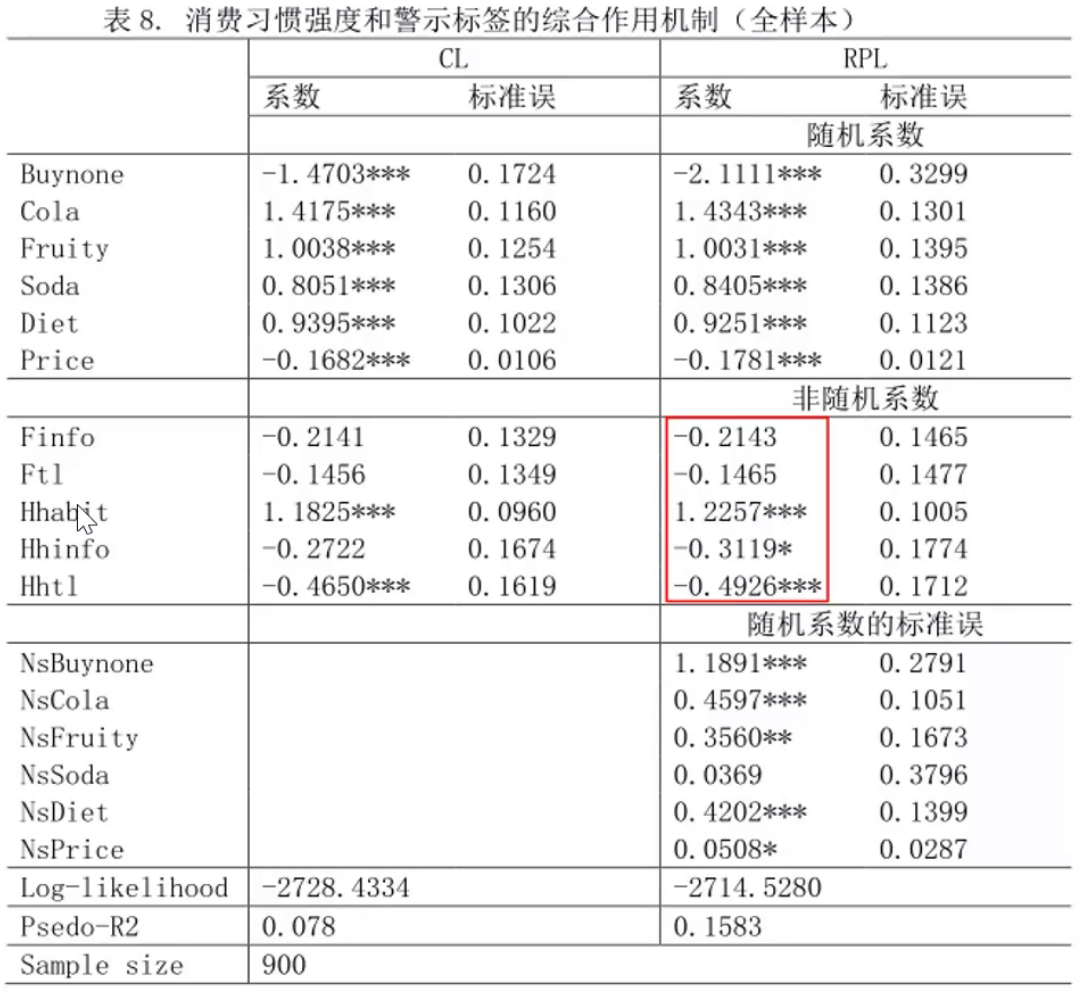 表 8. 消费习惯强度和警示标签的综合作用机制（全样本）
CL RPL
系数 标准误 系数 标准误
随机系数
Buynone -1.4703*** 0.1724 -2.1111*** 0.3299
Cola 1.4175*** 0.1160 1.4343*** 0.1301
Fruity 1.0038*** 0.1254 1.0031*** 0.1395
Soda 0.8051*** 0.1306 0.8405*** 0.1386
Diet 0.9395*** 0.1022 0.9251*** 0.1123
Price -0.1682*** 0.0106 -0.1781*** 0.0121
非随机系数
Finfo -0.2141 0.1329 -0.2143 0.1465
Ftl -0.1456 0.1349 -0.1465 0.1477
Hhabit 1.1825*** 0.0960 1.2257*** 0.1005
Hhinfo -0.2722 0.1674 -0.3119* 0.1774
Hhtl -0.4650*** 0.1619 -0.4926*** 0.1712
随机系数的标准误
NsBuynone 1.1891*** 0.2791
NsCola 0.4597*** 0.1051
NsFruity 0.3560** 0.1673
NsSoda 0.0369 0.3796
NsDiet 0.4202*** 0.1399
NsPrice 0.0508* 0.0287
Log-likelihood -2728.4334 -2714.5280
Psedo-R2 0.078 0.1583
Sample size 900